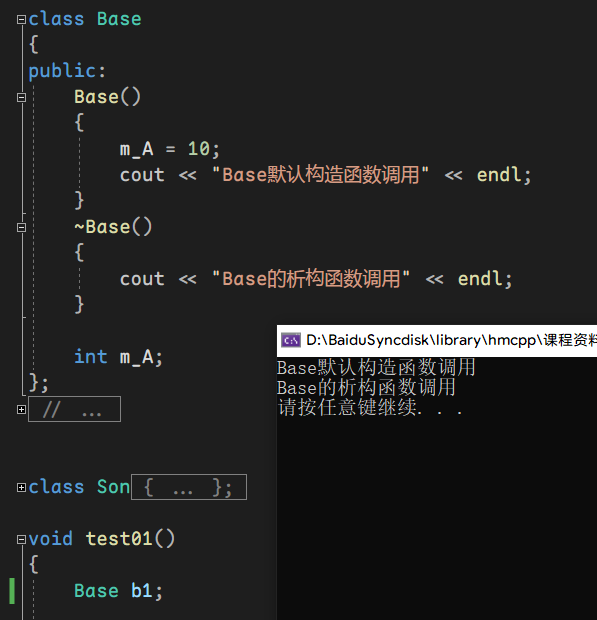 class Base
{
public:
Base()
{
m_A = 10;
cout << "Base默认构造函数调用" << endl;
}
~Base()
{
cout << "Base的析构函数调用" << endl;
}
int m_A;
};
// ...
class Son { ... };
void test01()
{
Base b1;
C:\
D:\BaiduSyncdisk\library\hmcpp\课程资料
Base默认构造函数调用
Base的析构函数调用
请按任意键继续. . .